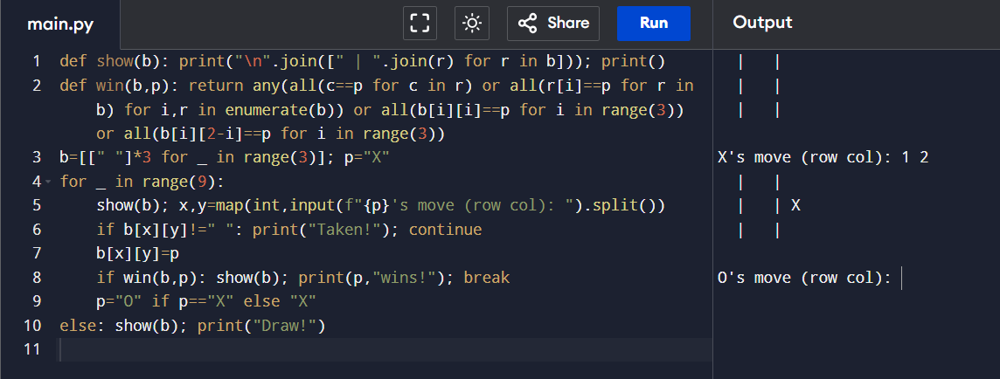 main.py Share Run Output
1 def show(b): print("\n".join([" | ".join(r) for r in b])); print()
2 def win(b,p): return any(all(c==p for c in r) or all(r[i]==p for r in
b) for i,r in enumerate(b)) or all(b[i][i]==p for i in range(3))
or all(b[i][2-i]==p for i in range(3))
3 b=[[" "]*3 for _ in range(3)]; p="X"
4 for _ in range(9):
5 show(b); x,y=map(int,input(f"{p}'s move (row col): ").split())
6 if b[x][y]!=" ": print("Taken!"); continue
7 b[x][y]=p
8 if win(b,p): show(b); print(p,"wins!"); break
9 p="O" if p=="X" else "X"
10 else: show(b); print("Draw!")
11
| |
| |
| |
X's move (row col): 1 2
| |
| | X
| |
O's move (row col):